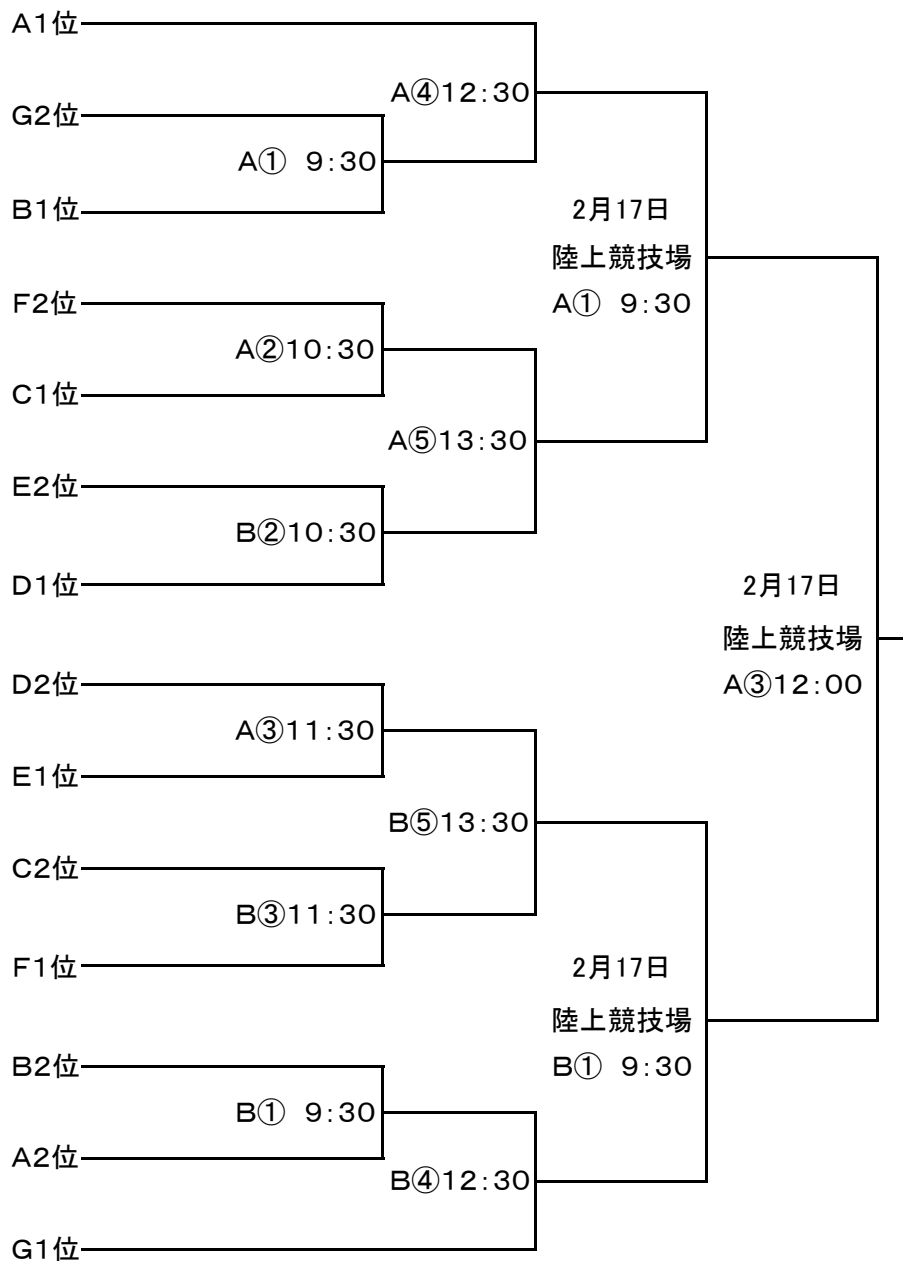 A1位
A④12:30
G2位
A① 9:30
B1位
2月17日
陸上競技場
A① 9:30
F2位
A②10:30
C1位
A⑤13:30
E2位
B②10:30
D1位
2月17日
陸上競技場
A③12:00
D2位
A③11:30
E1位
B⑤13:30
C2位
B③11:30
F1位
2月17日
陸上競技場
B① 9:30
B2位
B① 9:30
A2位
B④12:30
G1位